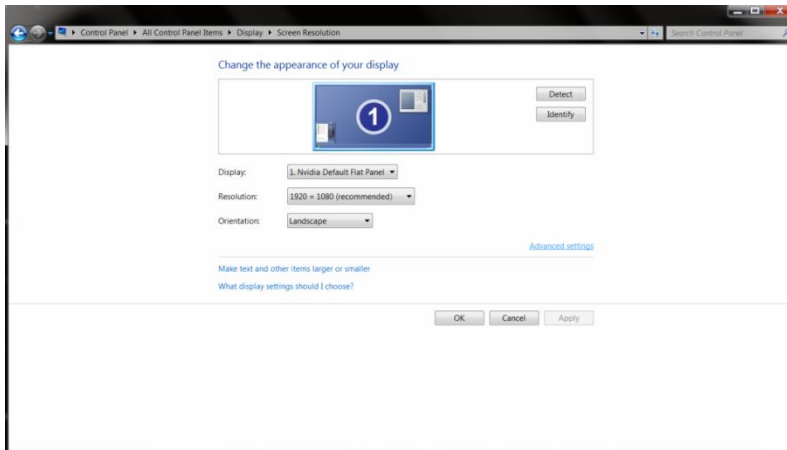 Control Panel ▸ All Control Panel Items ▸ Display ▸ Screen Resolution
Search Control Panel
Change the appearance of your display
1
Detect
Identify
Display: 1. Nvidia Default Flat Panel
Resolution: 1920 × 1080 (recommended)
Orientation: Landscape
Advanced settings
Make text and other items larger or smaller
What display settings should I choose?
OK Cancel Apply